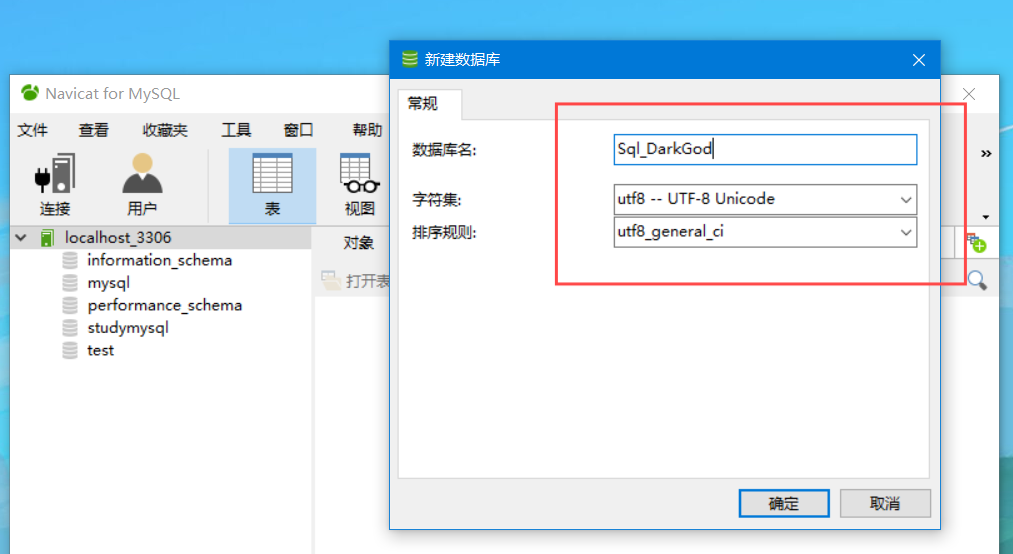 新建数据库
Navicat for MySQL
常规
文件 查看 收藏夹 工具 窗口 帮助
数据库名: Sql_DarkGod
»
连接 用户 表 视图
字符集: utf8 -- UTF-8 Unicode
排序规则: utf8_general_ci
localhost_3306
对象
information_schema
打开表
mysql
performance_schema
studymysql
test
确定 取消